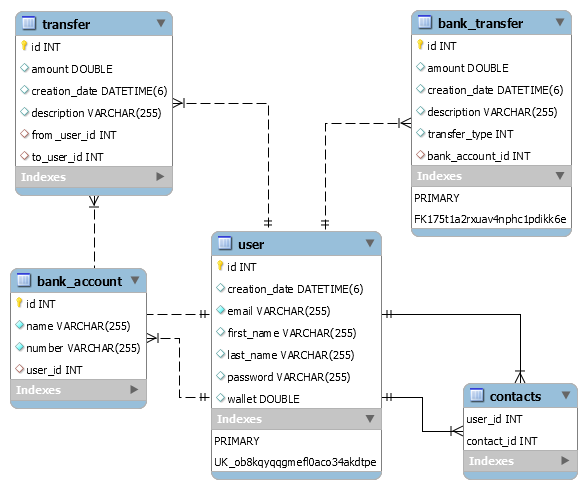 transfer
id INT
amount DOUBLE
creation_date DATETIME(6)
description VARCHAR(255)
from_user_id INT
to_user_id INT
Indexes
bank_transfer
id INT
amount DOUBLE
creation_date DATETIME(6)
description VARCHAR(255)
transfer_type INT
bank_account_id INT
Indexes
PRIMARY
FK175t1a2rxuav4nphc1pdikk6e
bank_account
id INT
name VARCHAR(255)
number VARCHAR(255)
user_id INT
Indexes
user
id INT
creation_date DATETIME(6)
email VARCHAR(255)
first_name VARCHAR(255)
last_name VARCHAR(255)
password VARCHAR(255)
wallet DOUBLE
Indexes
PRIMARY
UK_ob8kqyqqgmefl0aco34akdtpe
contacts
user_id INT
contact_id INT
Indexes